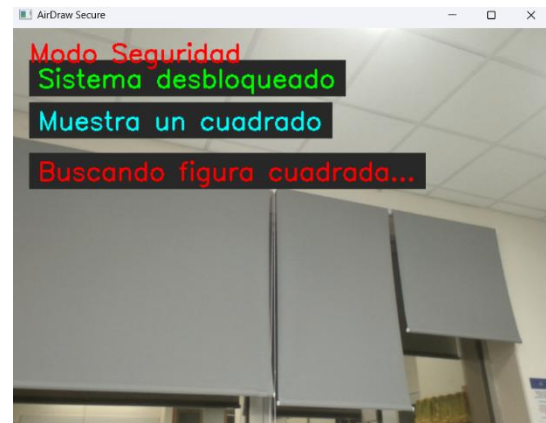 AirDraw Secure
Modo Seguridad
Sistema desbloqueado
Muestra un cuadrado
Buscando figura cuadrada...